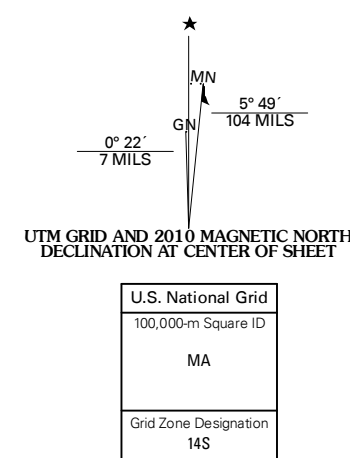 MN
5° 49´
104 MILS
GN
0° 22´
7 MILS
UTM GRID AND 2010 MAGNETIC NORTH
DECLINATION AT CENTER OF SHEET
U.S. National Grid
100,000-m Square ID
MA
Grid Zone Designation
14S